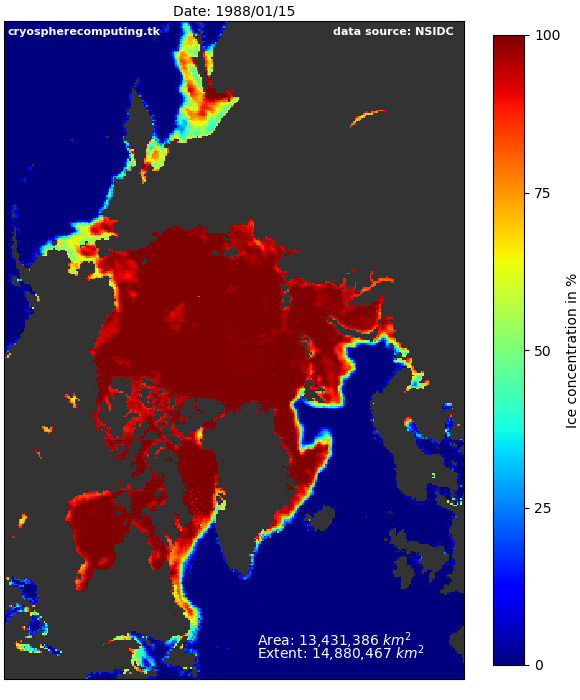 Date: 1988/01/15
cryospherecomputing.tk
data source: NSIDC
100
75
50
25
0
Ice concentration in %
Area: 13,431,386 km²
Extent: 14,880,467 km²